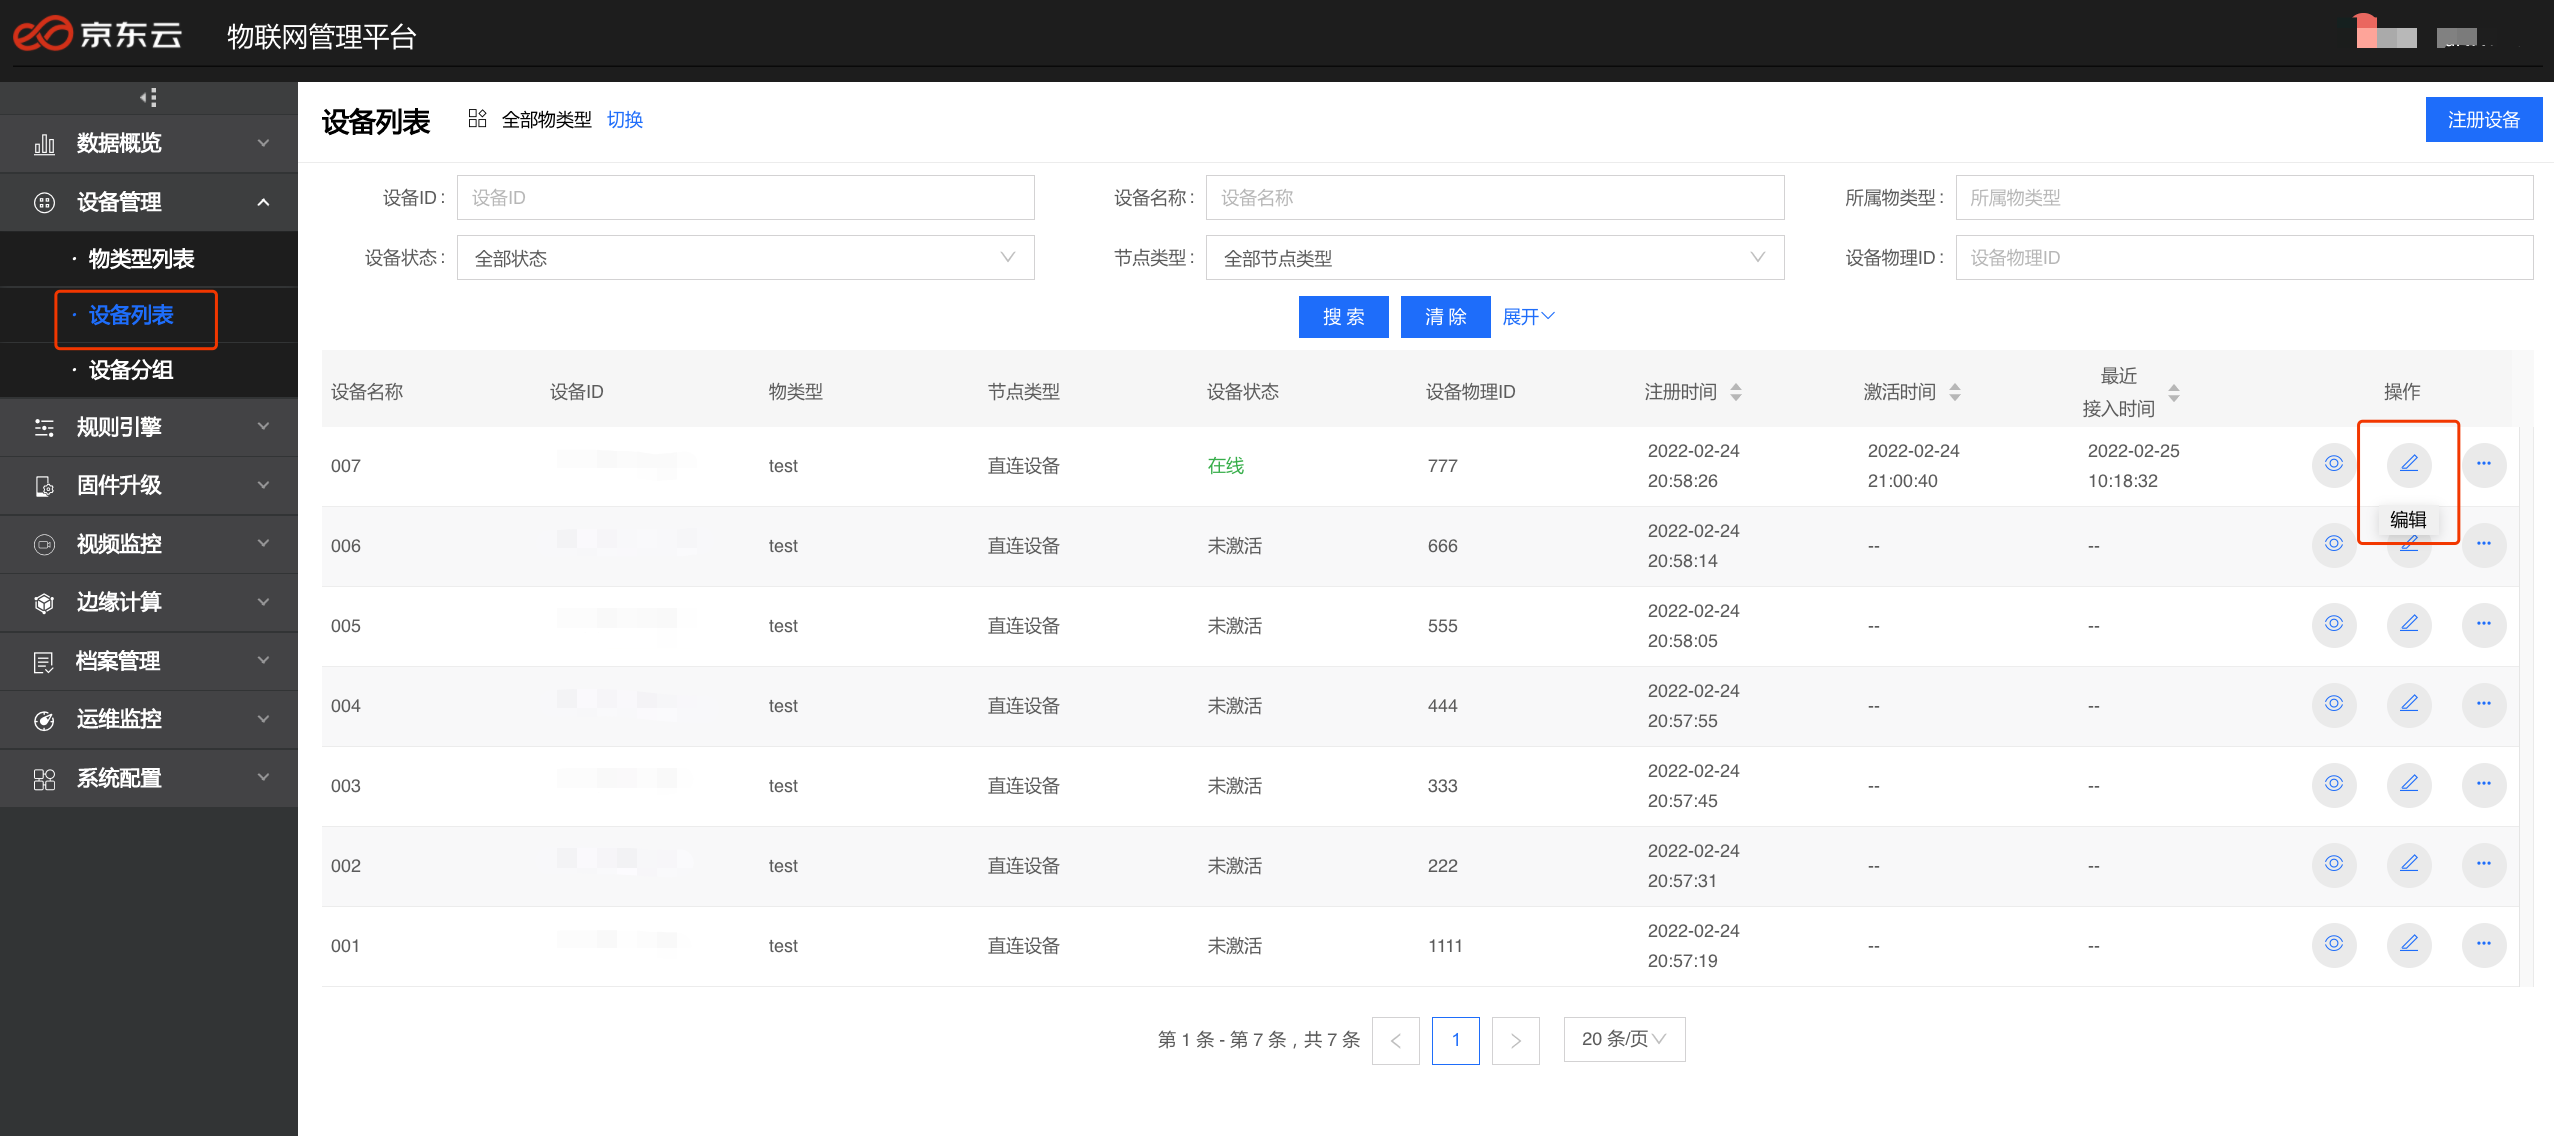 京东云 物联网管理平台
数据概览
设备管理
· 物类型列表
· 设备列表
· 设备分组
规则引擎
固件升级
视频监控
边缘计算
档案管理
运维监控
系统配置
设备列表 全部物类型 切换 注册设备
设备ID : 设备ID 设备名称 : 设备名称 所属物类型 : 所属物类型
设备状态 : 全部状态 节点类型 : 全部节点类型 设备物理ID : 设备物理ID
搜 索 清 除 展开
设备名称 设备ID 物类型 节点类型 设备状态 设备物理ID 注册时间 激活时间 最近 操作
接入时间
007 test 直连设备 在线 777 2022-02-24 2022-02-24 2022-02-25
20:58:26 21:00:40 10:18:32
编辑
006 test 直连设备 未激活 666 2022-02-24 -- --
20:58:14
005 test 直连设备 未激活 555 2022-02-24 -- --
20:58:05
004 test 直连设备 未激活 444 2022-02-24 -- --
20:57:55
003 test 直连设备 未激活 333 2022-02-24 -- --
20:57:45
002 test 直连设备 未激活 222 2022-02-24 -- --
20:57:31
001 test 直连设备 未激活 1111 2022-02-24 -- --
20:57:19
第 1 条 - 第 7 条 , 共 7 条 < 1 > 20 条/页